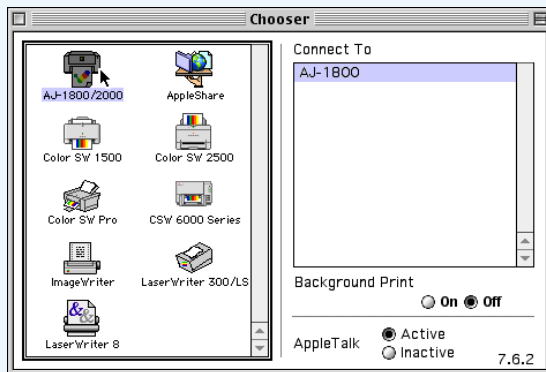 Chooser
AJ-1800/2000
AppleShare
Color SW 1500
Color SW 2500
Color SW Pro
CSW 6000 Series
ImageWriter
LaserWriter 300/LS
LaserWriter 8
Connect To
AJ-1800
Background Print
On Off
AppleTalk
Active
Inactive
7.6.2